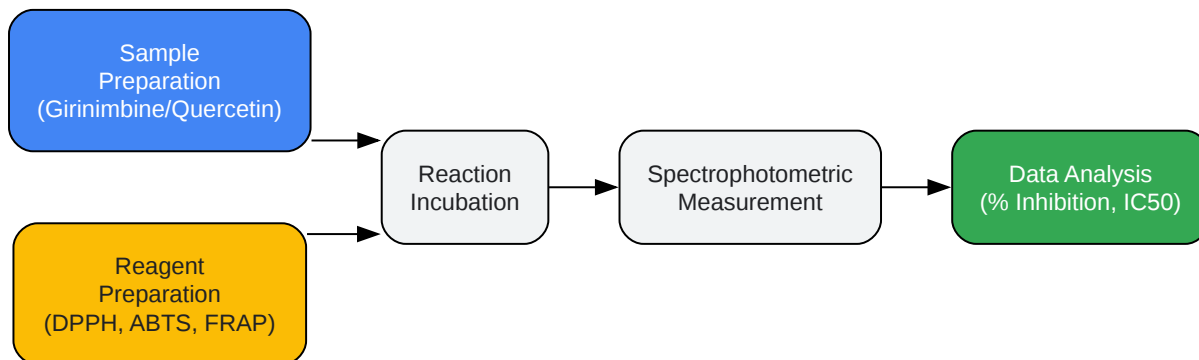 Sample
Preparation
(Girinimbine/Quercetin)
Reagent
Preparation
(DPPH, ABTS, FRAP)
Reaction
Incubation
Spectrophotometric
Measurement
Data Analysis
(% Inhibition, IC50)